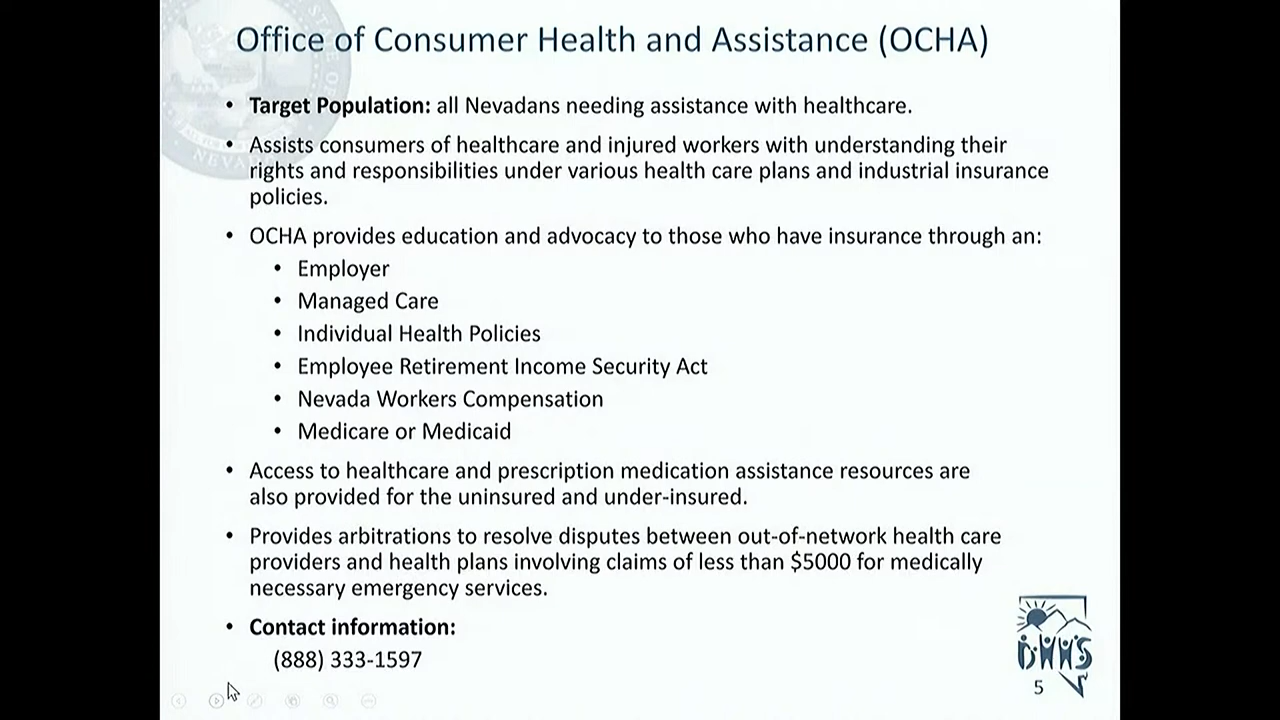 Office of Consumer Health and Assistance (OCHA)
• Target Population: all Nevadans needing assistance with healthcare.
• Assists consumers of healthcare and injured workers with understanding their
rights and responsibilities under various health care plans and industrial insurance
policies.
• OCHA provides education and advocacy to those who have insurance through an:
• Employer
• Managed Care
• Individual Health Policies
• Employee Retirement Income Security Act
• Nevada Workers Compensation
• Medicare or Medicaid
• Access to healthcare and prescription medication assistance resources are
also provided for the uninsured and under-insured.
• Provides arbitrations to resolve disputes between out-of-network health care
providers and health plans involving claims of less than $5000 for medically
necessary emergency services.
• Contact information:
(888) 333-1597
DHHS
5
NEVADA
STATE OF